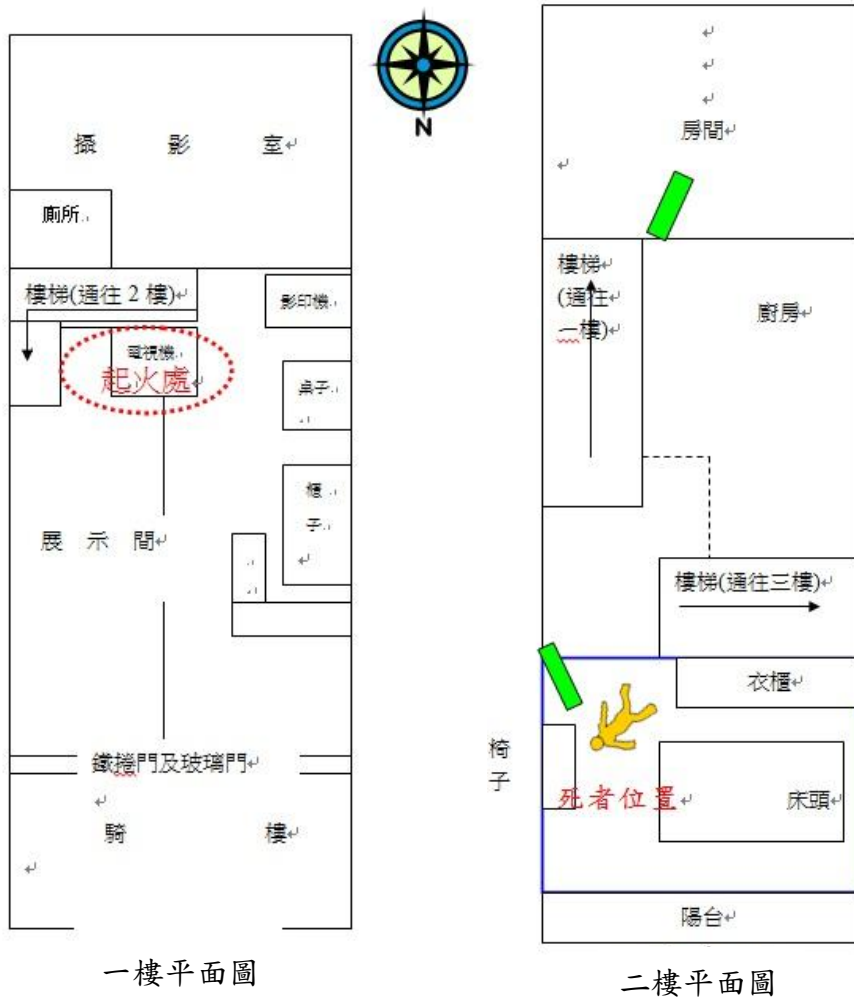 N
攝 影 室
廁所
樓梯(通往 2 樓)
影印機
電視機
起火處
桌子
櫃
子
展 示 間
鐵捲門及玻璃門
騎 樓
一樓平面圖
房間
樓梯
(通往
一樓)
廚房
樓梯(通往三樓)
衣櫃
椅
子
死者位置
床頭
陽台
二樓平面圖